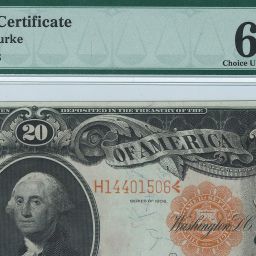 Certificate
urke
6
Choice U
DEPOSITED IN THE TREASURY OF THE
20
OF AMERICA
H14401506
SERIES OF 1906.
Washington, D.C.